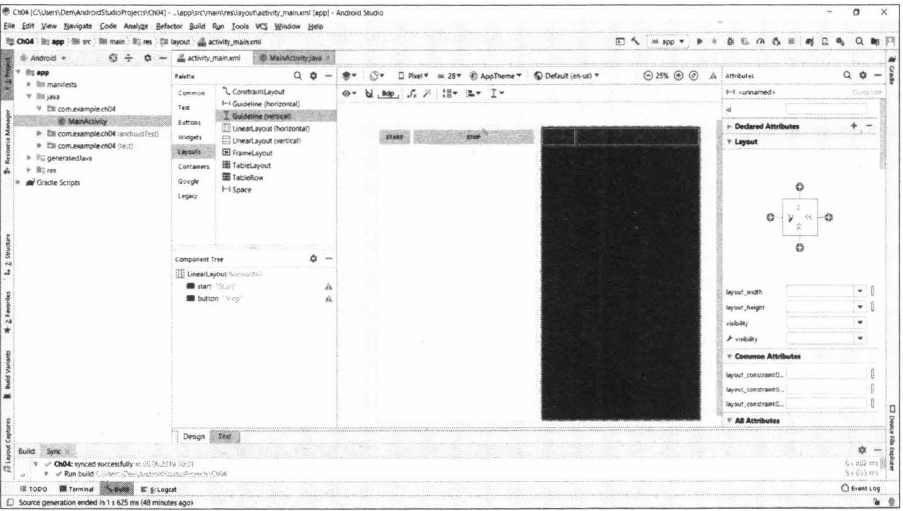 Ch04 [C:\Users\Den\AndroidStudioProjects\Ch04] - ...\app\src\main\res\layout\activity_main.xml [app] - Android Studio
File Edit View Navigate Code Analyze Refactor Build Run Tools VCS Window Help
Ch04 app src main res layout activity_main.xml
app
Android
activity_main.xml
MainActivity.java
1: Project
Resource Manager
Z: Structure
2: Favorites
Build Variants
Layout Captures
app
manifests
java
com.example.ch04
MainActivity
com.example.ch04 (androidTest)
com.example.ch04 (test)
generatedJava
res
Gradle Scripts
Palette
Common
Text
Buttons
Widgets
Layouts
Containers
Google
Legacy
ConstraintLayout
Guideline (horizontal)
Guideline (vertical)
LinearLayout (horizontal)
LinearLayout (vertical)
FrameLayout
TableLayout
TableRow
Space
Component Tree
LinearLayout (horizontal)
start- "Start"
button- "Stop"
Design Text
Pixel 28 AppTheme Default (en-us) 25%
8dp
START STOP
Attributes
<unnamed> Guideline
id
Declared Attributes
Layout
layout_width
layout_height
visibility
visibility
Common Attributes
layout_constraintG...
layout_constraintG...
layout_constraintG...
All Attributes
Gradle
Device File Explorer
Build: Sync
Ch04: synced successfully at 05.06.2019 16:21
Run build C:\Users\Den\AndroidStudioProjects\Ch04
TODO Terminal Build 6: Logcat Event Log
Source generation ended in 1 s 625 ms (48 minutes ago)